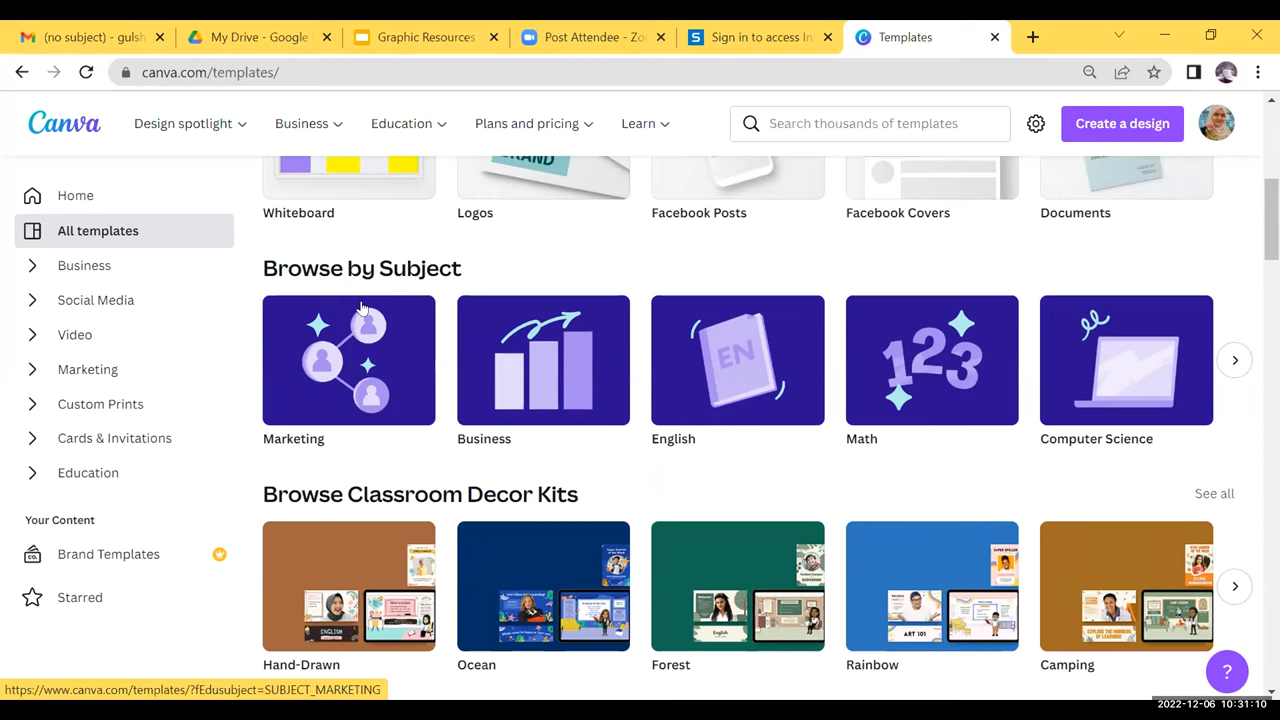 (no subject) - gulsh
My Drive - Google
Graphic Resources
Post Attendee - Zo
Sign in to access In
Templates
canva.com/templates/
Canva
Design spotlight
Business
Education
Plans and pricing
Learn
Search thousands of templates
Create a design
Home
All templates
Business
Social Media
Video
Marketing
Custom Prints
Cards & Invitations
Education
Your Content
Brand Templates
Starred
BRAND
Whiteboard
Logos
Facebook Posts
Facebook Covers
Documents
Browse by Subject
EN
123
Marketing
Business
English
Math
Computer Science
Browse Classroom Decor Kits
See all
ENGLISH
English
ART 101
Hand-Drawn
Ocean
Forest
Rainbow
Camping
?
https://www.canva.com/templates/?fEdusubject=SUBJECT_MARKETING
2022-12-06 10:31:10